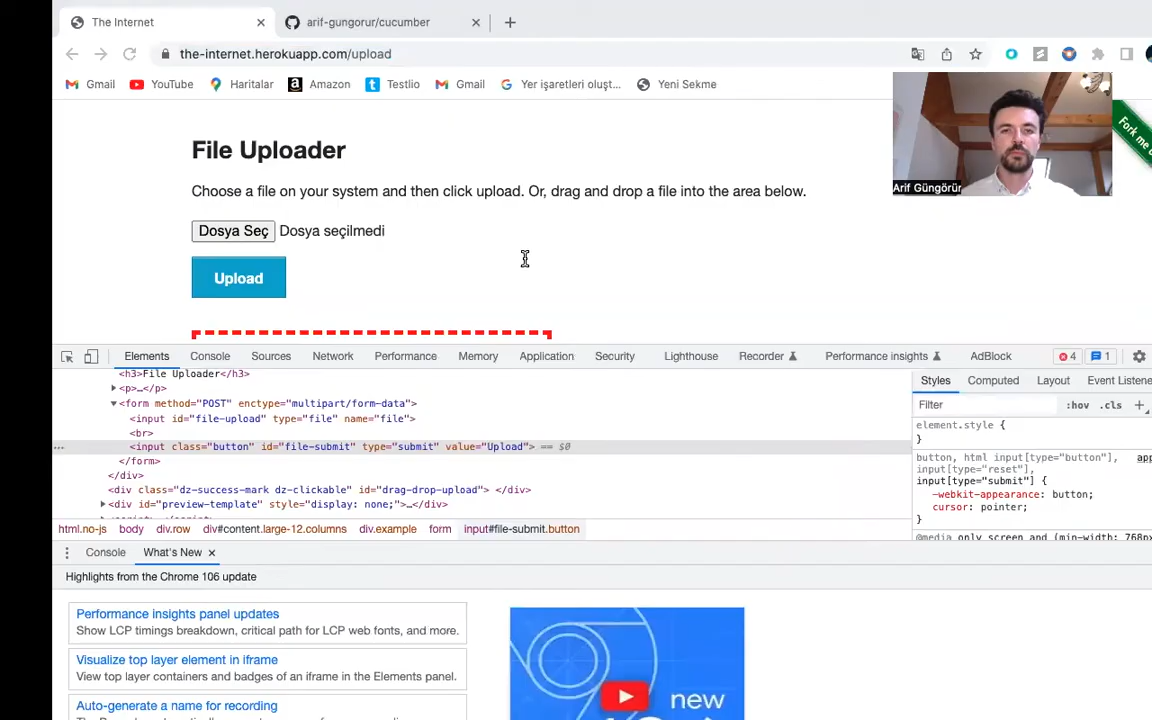 The Internet
arif-gungorur/cucumber
the-internet.herokuapp.com/upload
Gmail YouTube Haritalar Amazon Testlio Gmail Yer işaretleri oluşt... Yeni Sekme
Fork me
Arif Güngörür
File Uploader
Choose a file on your system and then click upload. Or, drag and drop a file into the area below.
Dosya Seç Dosya seçilmedi
Upload
Elements Console Sources Network Performance Memory Application Security Lighthouse Recorder Performance insights AdBlock 4 1
<h3>File Uploader</h3>
<p>…</p>
<form method="POST" enctype="multipart/form-data">
<input id="file-upload" type="file" name="file">
<br>
<input class="button" id="file-submit" type="submit" value="Upload"> == $0
</form>
</div>
<div class="dz-success-mark dz-clickable" id="drag-drop-upload"> </div>
<div id="preview-template" style="display: none;">…</div>
html.no-js body div.row div#content.large-12.columns div.example form input#file-submit.button
Styles Computed Layout Event Listene
Filter :hov .cls +
element.style {
}
button, html input[type="button"], app
input[type="reset"],
input[type="submit"] {
-webkit-appearance: button;
cursor: pointer;
}
@media only screen and (min-width: 768p
Console What's New
Highlights from the Chrome 106 update
Performance insights panel updates
Show LCP timings breakdown, critical path for LCP web fonts, and more.
Visualize top layer element in iframe
View top layer containers and badges of an iframe in the Elements panel.
Auto-generate a name for recording
new